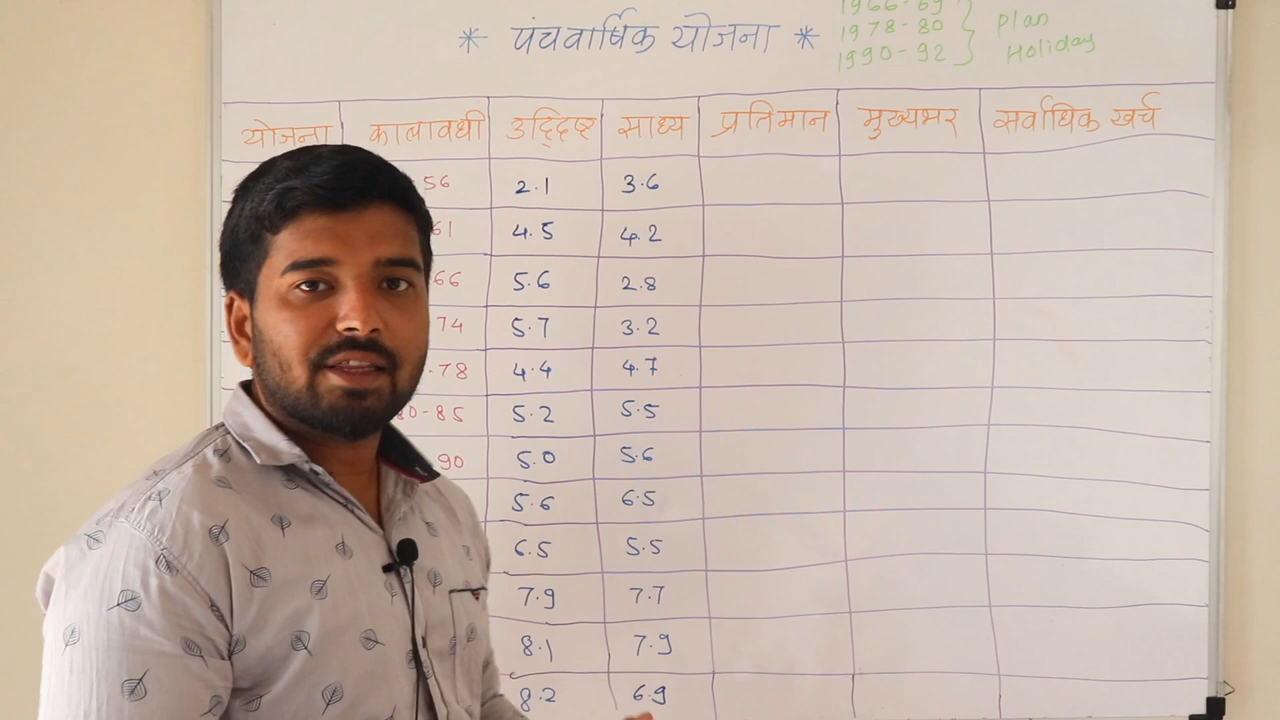 1966-69
* पंचवार्षिक योजना * 1978-80 } Plan
1990-92 Holiday
योजना कालावधी उद्दिष्ट साध्य प्रतिमान मुख्यभर सर्वाधिक खर्च
56 2.1 3.6
61 4.5 4.2
66 5.6 2.8
74 5.7 3.2
-78 4.4 4.7
80-85 5.2 5.5
90 5.0 5.6
5.6 6.5
6.5 5.5
7.9 7.7
8.1 7.9
8.2 6.9